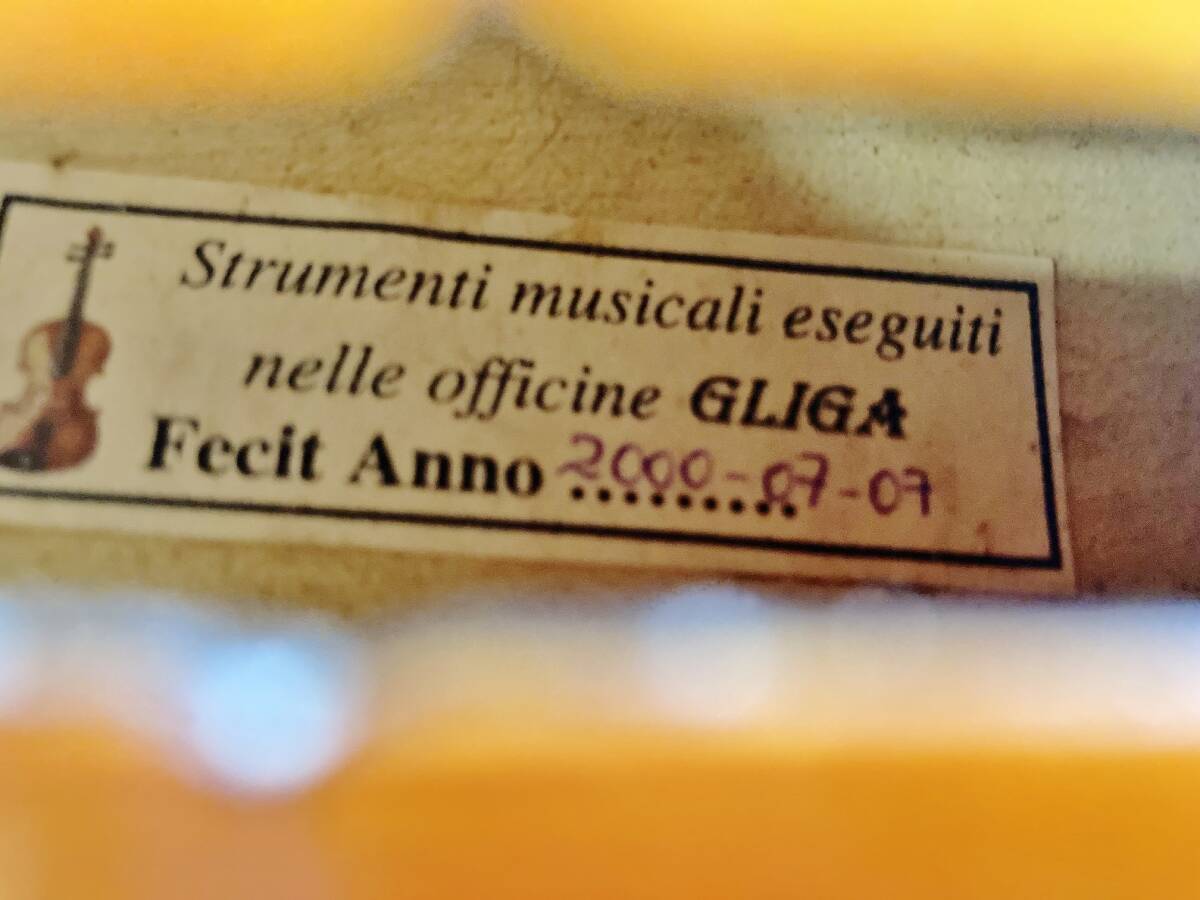 Strumenti musicali eseguiti
nelle officine GLIGA
Fecit Anno 2000-07-07